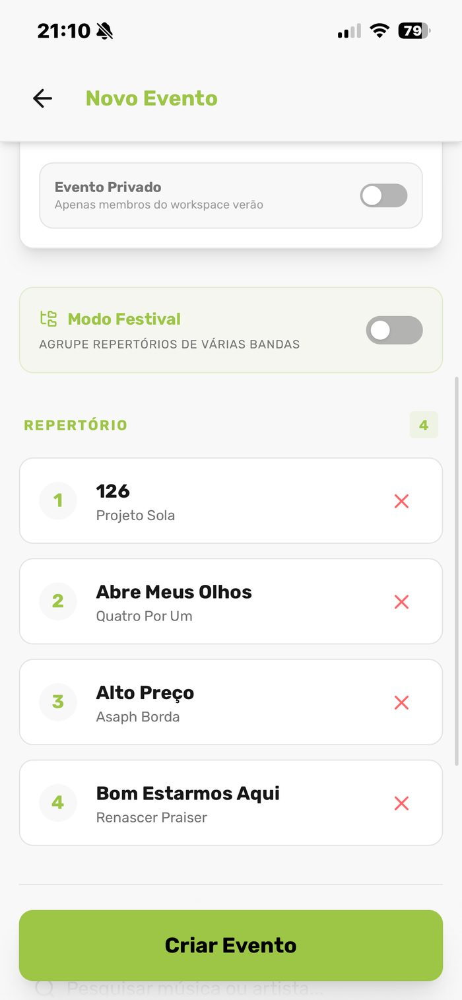 21:10
79
Novo Evento
Evento Privado
Apenas membros do workspace verão
Modo Festival
AGRUPE REPERTÓRIOS DE VÁRIAS BANDAS
REPERTÓRIO
4
1
126
Projeto Sola
2
Abre Meus Olhos
Quatro Por Um
3
Alto Preço
Asaph Borda
4
Bom Estarmos Aqui
Renascer Praiser
Criar Evento
Pesquisar música ou artista...